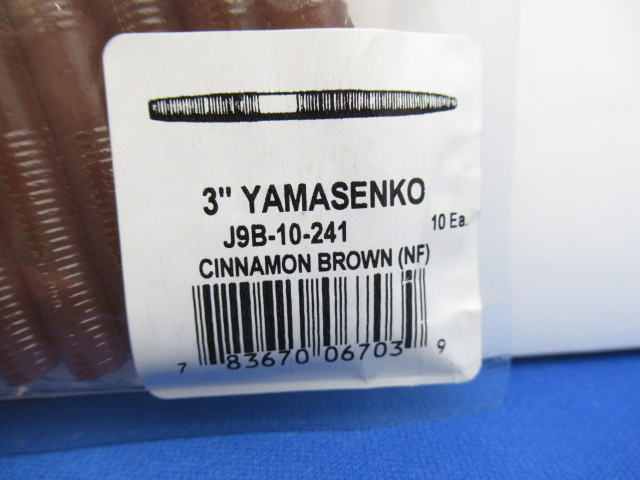 3" YAMASENKO
J9B-10-241 10 Ea.
CINNAMON BROWN (NF)
7 83670 06703 9